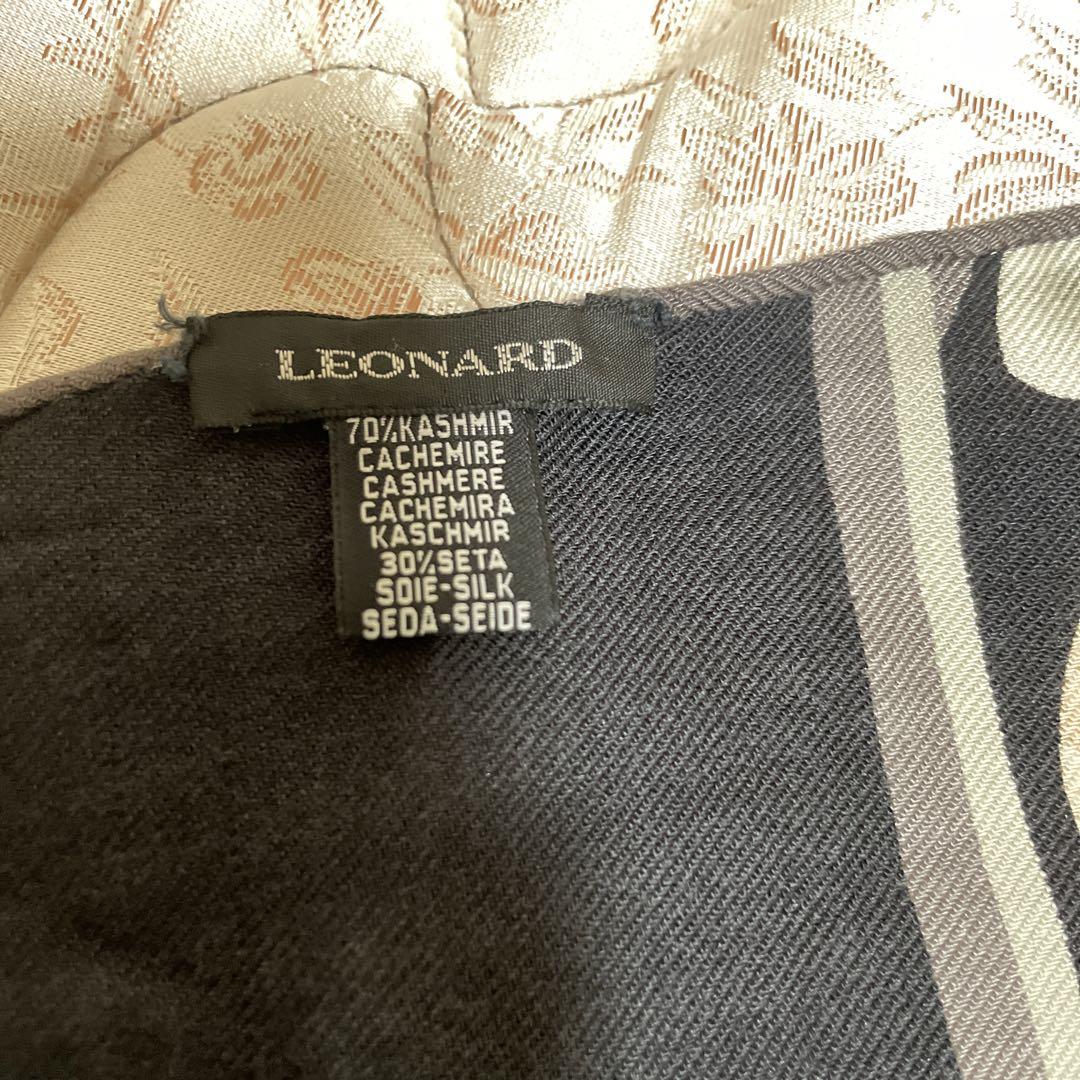 LEONARD
70%KASHMIR
CACHEMIRE
CASHMERE
CACHEMIRA
KASCHMIR
30%SETA
SOIE-SILK
SEDA-SEIDE